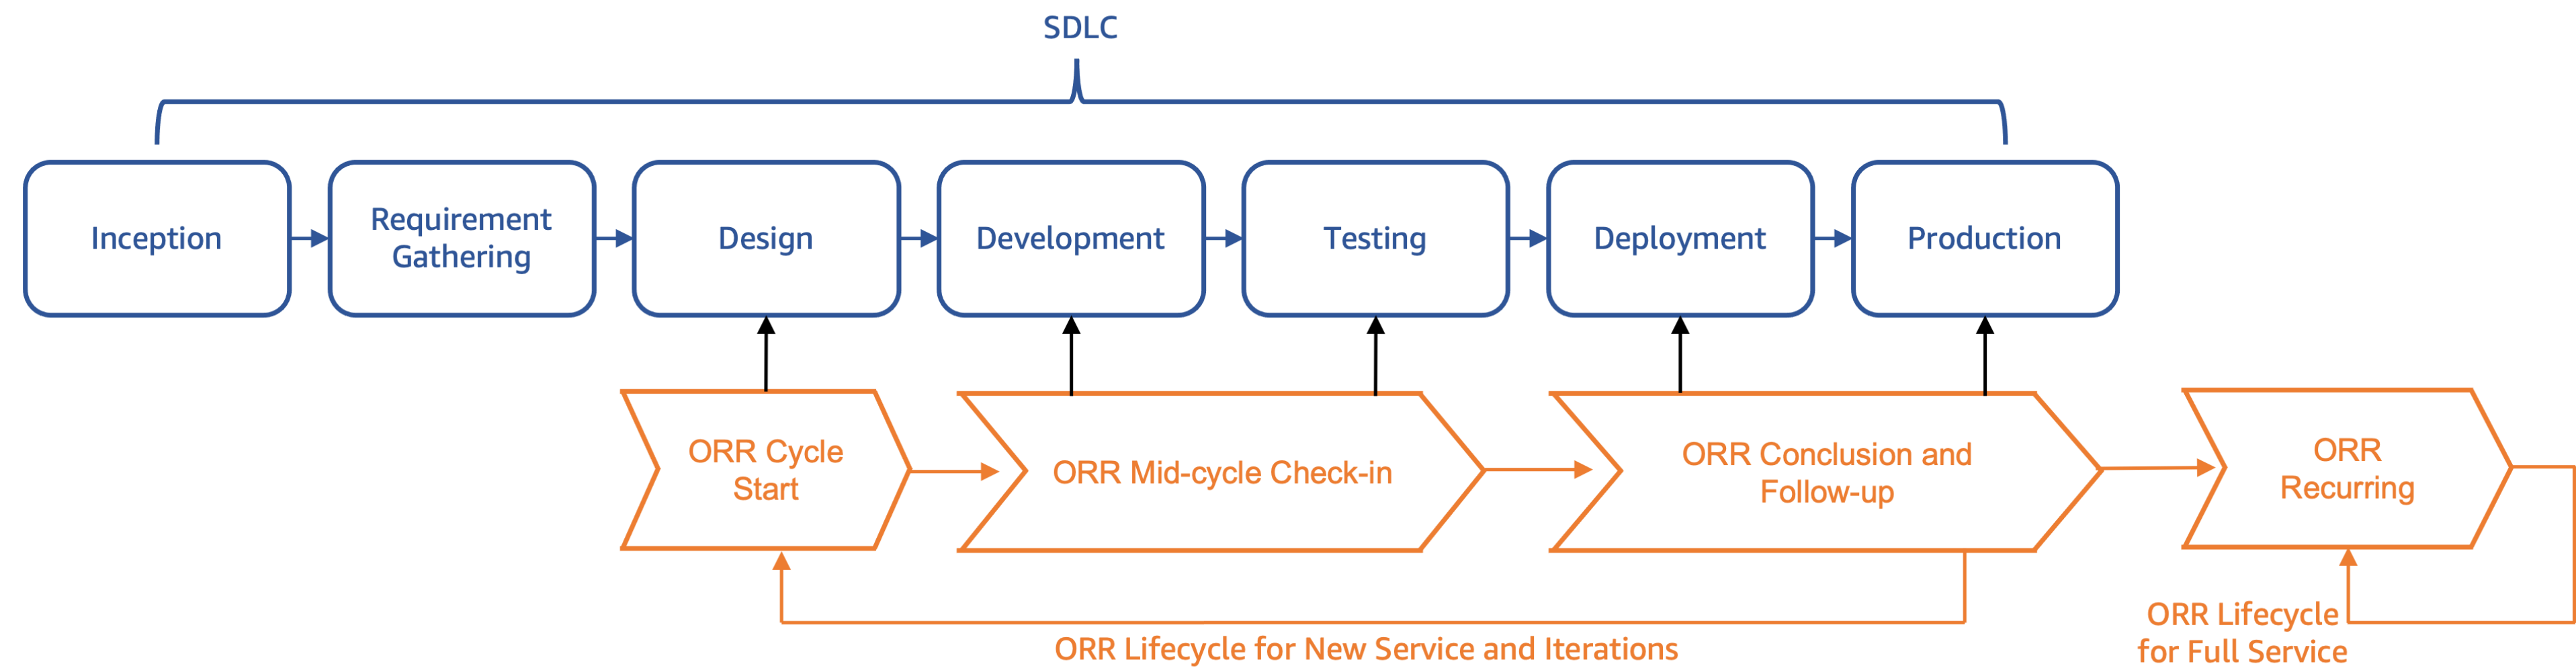 SDLC
Inception
Requirement
Gathering
Design
Development
Testing
Deployment
Production
ORR Cycle
Start
ORR Mid-cycle Check-in
ORR Conclusion and
Follow-up
ORR
Recurring
ORR Lifecycle for New Service and Iterations
ORR Lifecycle
for Full Service